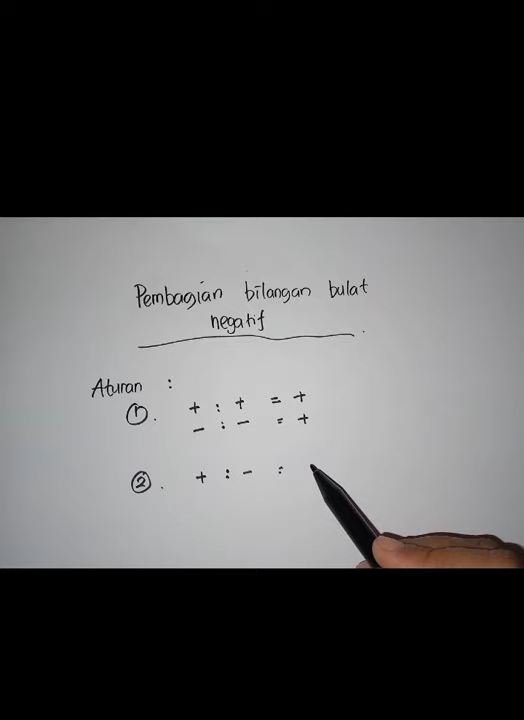 Pembagian bilangan bulat
negatif
Aturan :
1. + : + = +
- : - = +
2. + : - =